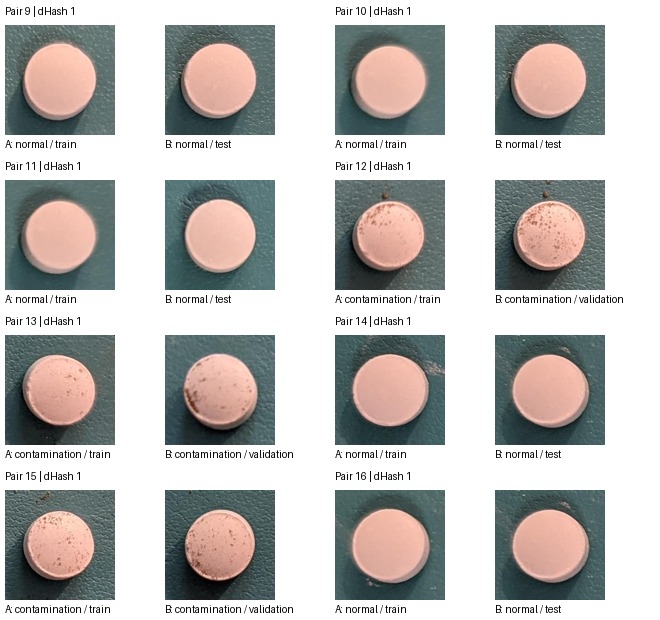 Pair 9 | dHash 1
Pair 10 | dHash 1
A: normal / train
B: normal / test
A: normal / train
B: normal / test
Pair 11 | dHash 1
Pair 12 | dHash 1
A: normal / train
B: normal / test
A: contamination / train
B: contamination / validation
Pair 13 | dHash 1
Pair 14 | dHash 1
A: contamination / train
B: contamination / validation
A: normal / train
B: normal / test
Pair 15 | dHash 1
Pair 16 | dHash 1
A: contamination / train
B: contamination / validation
A: normal / train
B: normal / test